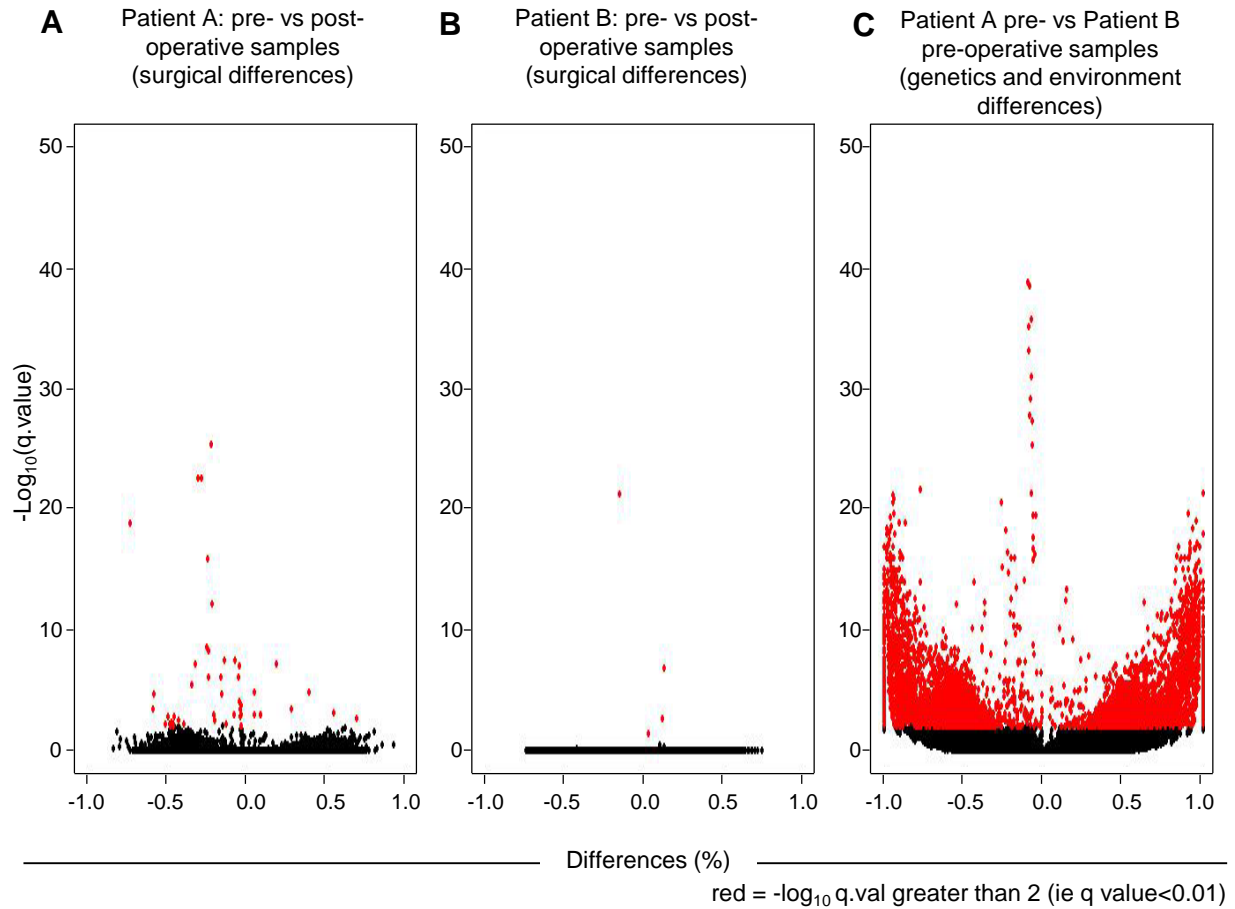 A
Patient A: pre- vs post-
operative samples
(surgical differences)
B
Patient B: pre- vs post-
operative samples
(surgical differences)
C
Patient A pre- vs Patient B
pre-operative samples
(genetics and environment
differences)
-Log10(q.value)
50
40
30
20
10
0
-1.0 -0.5 0.0 0.5 1.0
50
40
30
20
10
0
-1.0 -0.5 0.0 0.5 1.0
50
40
30
20
10
0
-1.0 -0.5 0.0 0.5 1.0
Differences (%)
red = -log10 q.val greater than 2 (ie q value<0.01)